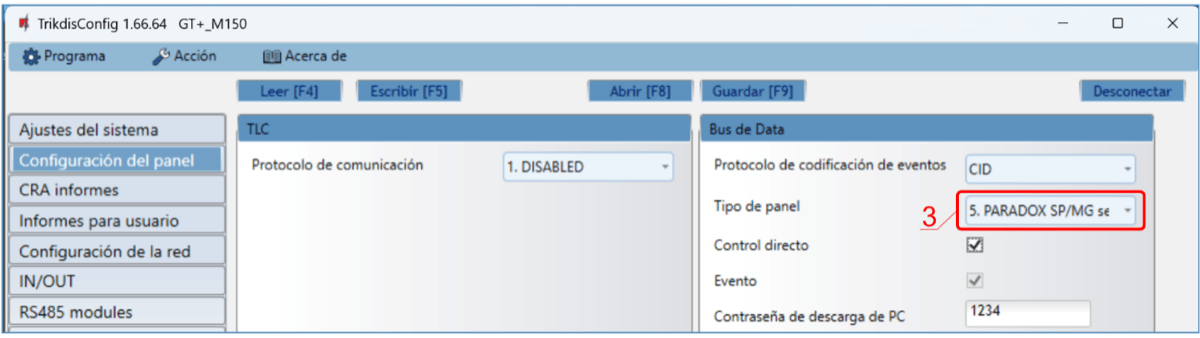 TrikdisConfig 1.66.64 GT+_M150
Programa Acción Acerca de
Leer [F4] Escribir [F5] Abrir [F8] Guardar [F9] Desconectar
Ajustes del sistema
Configuración del panel
CRA informes
Informes para usuario
Configuración de la red
IN/OUT
RS485 modules
TLC
Protocolo de comunicación 1. DISABLED
Bus de Data
Protocolo de codificación de eventos CID
Tipo de panel 3 5. PARADOX SP/MG se
Control directo
Evento
Contraseña de descarga de PC 1234